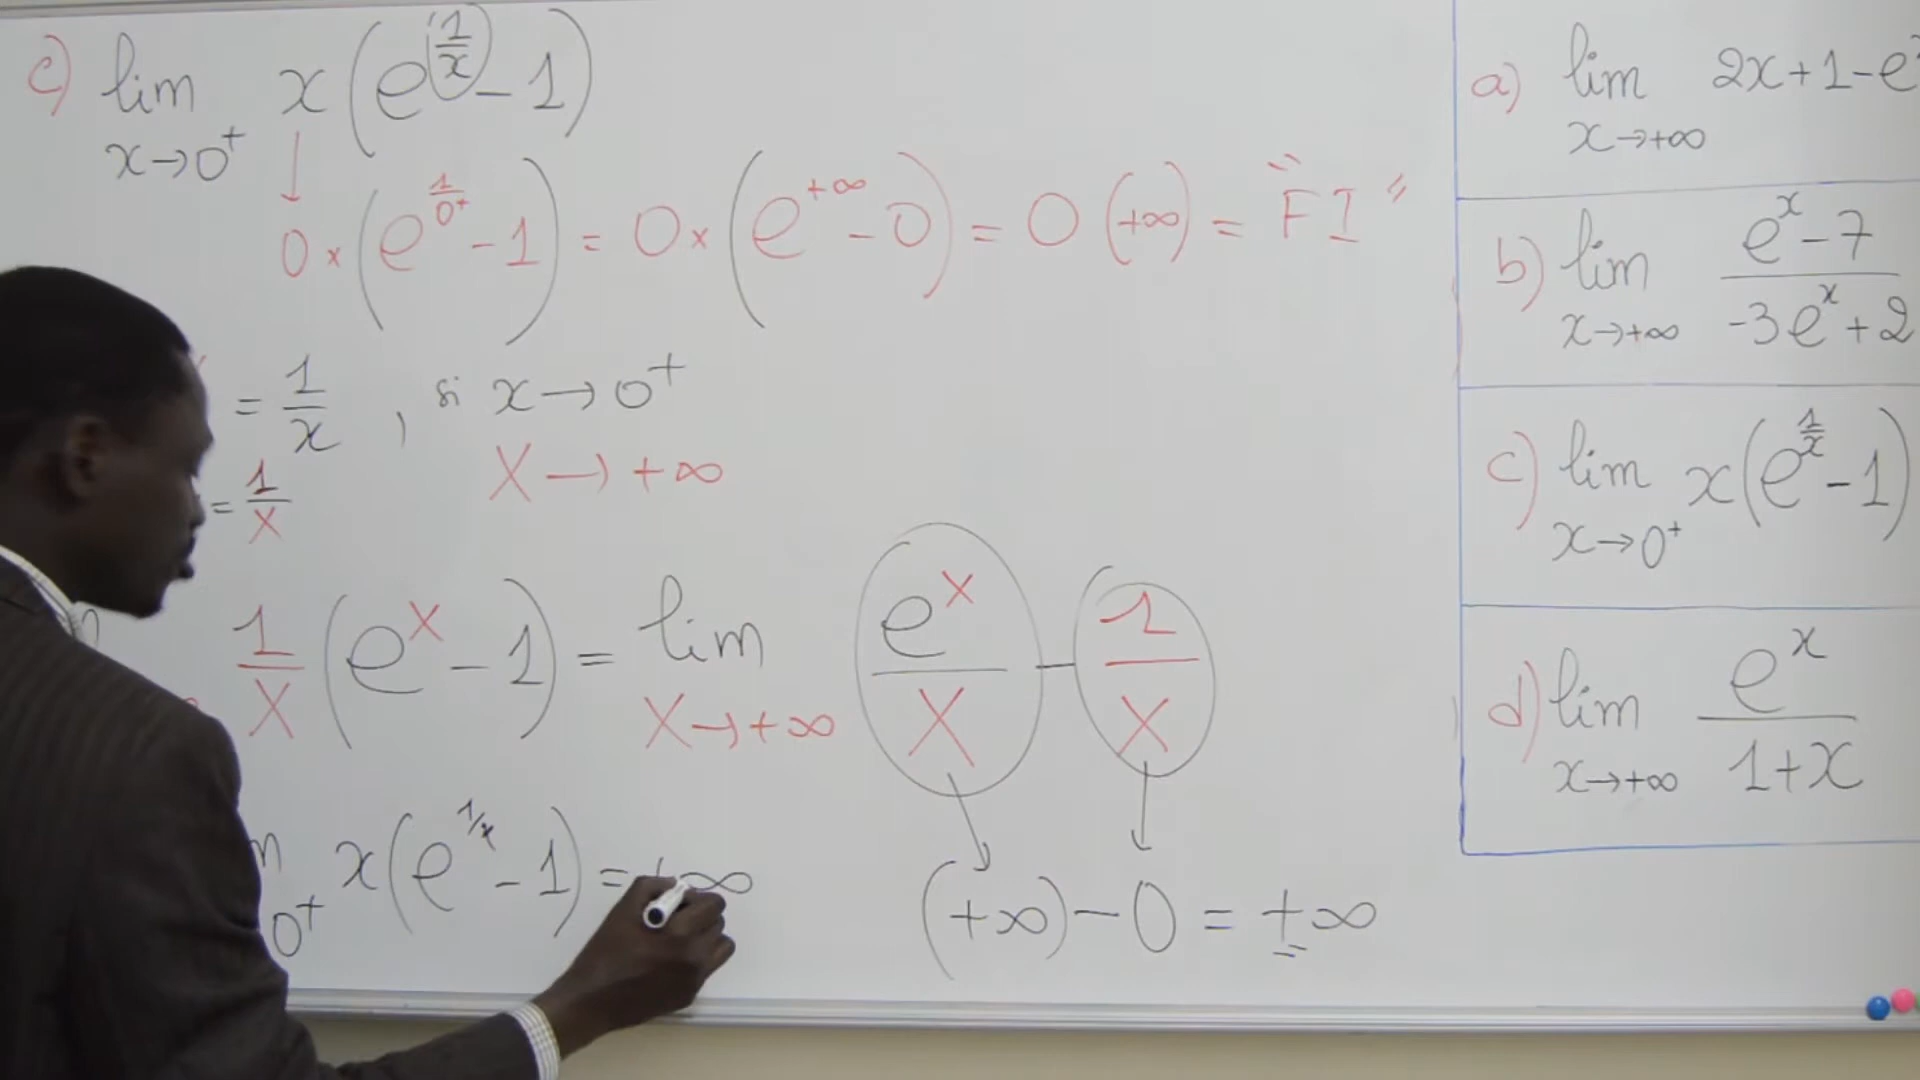 c) lim x(e^(1/x) - 1)
x→0⁺
0 × (e^(1/0⁺) - 1) = 0 × (e^(+∞) - 0) = 0 (+∞) = "FI"
= 1/x , si x → 0⁺
X → +∞
= 1/X
1/X (e^X - 1) = lim e^X/X - 1/X
X → +∞
x(e^(1/x) - 1) = +∞
0⁺
(+∞) - 0 = +∞
a) lim 2x + 1 - e
x→+∞
b) lim (e^x - 7)/(-3e^x + 2)
x→+∞
c) lim x(e^(1/x) - 1)
x→0⁺
d) lim e^x/(1+x)
x→+∞